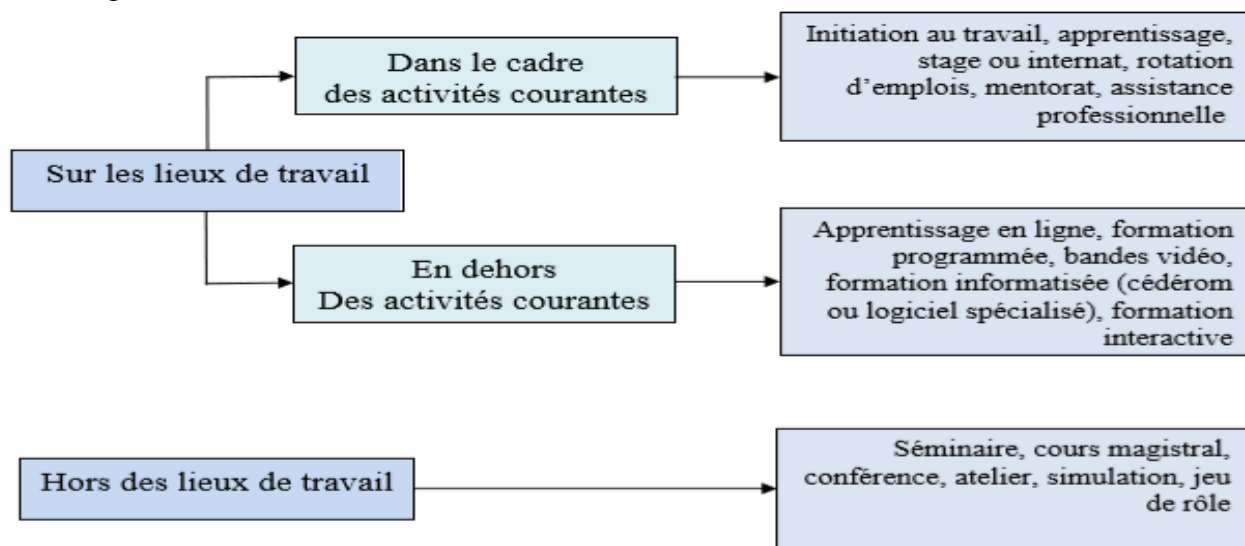 Dans le cadre
des activités courantes
Initiation au travail, apprentissage,
stage ou internat, rotation
d'emplois, mentorat, assistance
professionnelle
Sur les lieux de travail
En dehors
Des activités courantes
Apprentissage en ligne, formation
programmée, bandes vidéo,
formation informatisée (cédérom
ou logiciel spécialisé), formation
interactive
Hors des lieux de travail
Séminaire, cours magistral,
conférence, atelier, simulation, jeu
de rôle